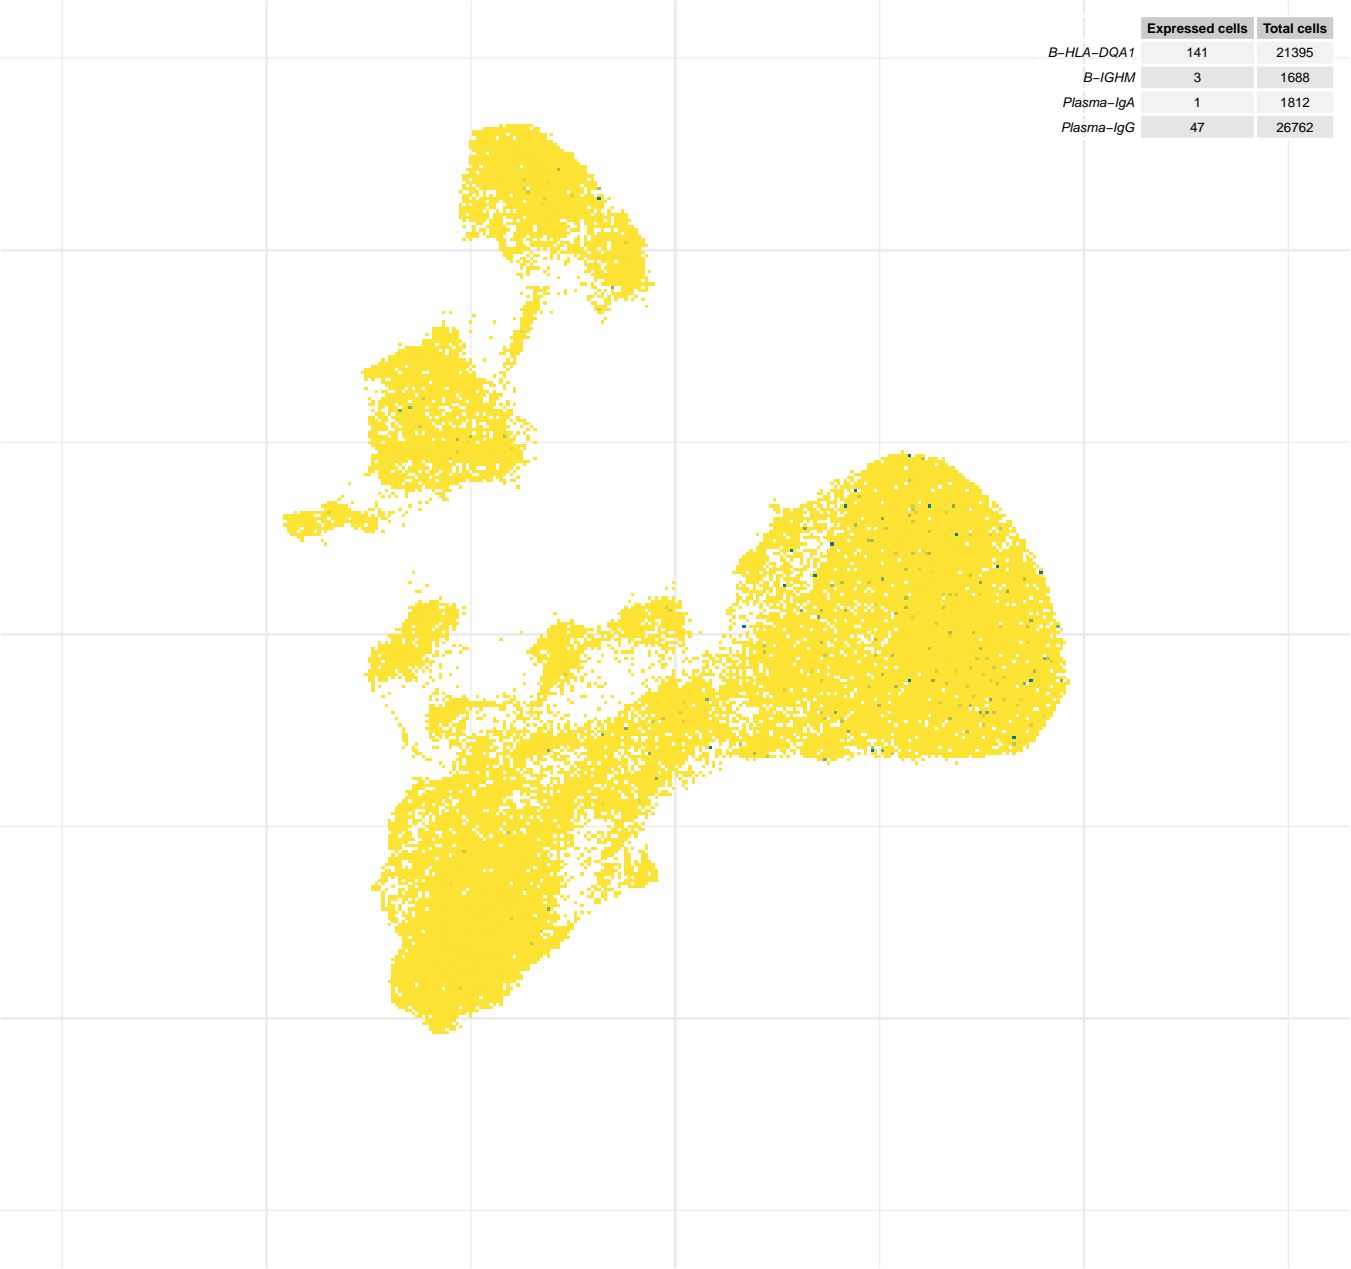 Expressed cells Total cells
B−HLA−DQA1 141 21395
B−IGHM 3 1688
Plasma−IgA 1 1812
Plasma−IgG 47 26762